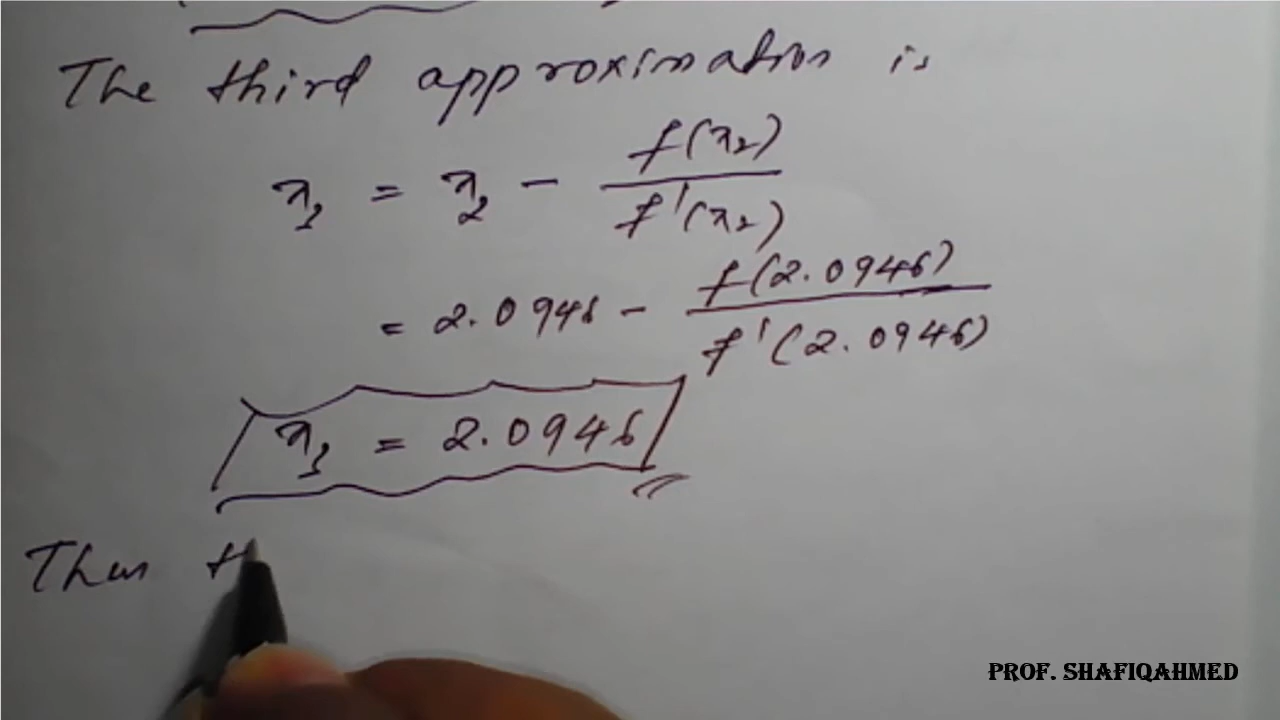 The third approximation is
x₃ = x₂ - f(x₂) / f'(x₂)
= 2.0946 - f(2.0946) / f'(2.0946)
x₃ = 2.0946
Thus th
PROF. SHAFIQAHMED